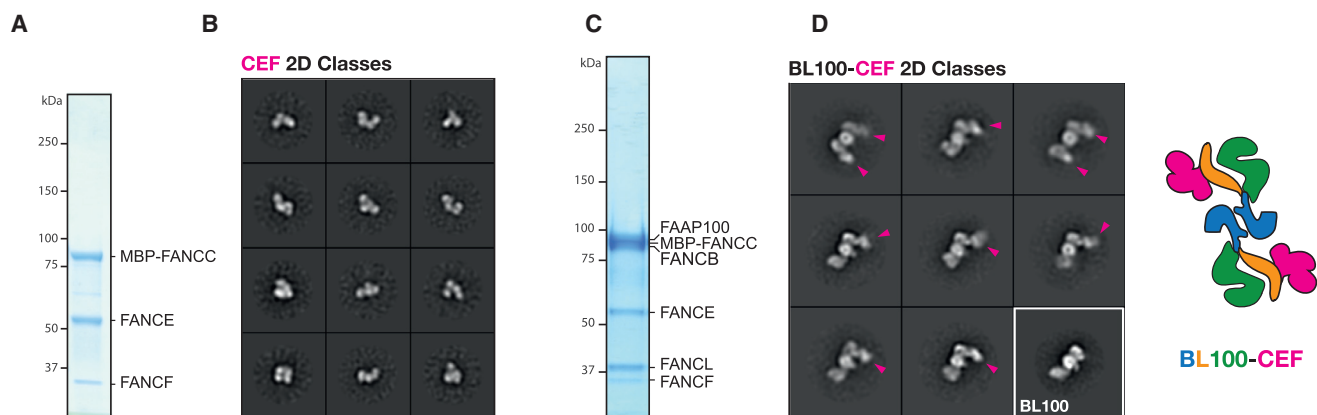 A
kDa
250
150
100
75
50
37
MBP-FANCC
FANCE
FANCF
B
CEF 2D Classes
C
kDa
250
150
100
75
50
37
FAAP100
MBP-FANCC
FANCB
FANCE
FANCL
FANCF
D
BL100-CEF 2D Classes
BL100
BL100-CEF